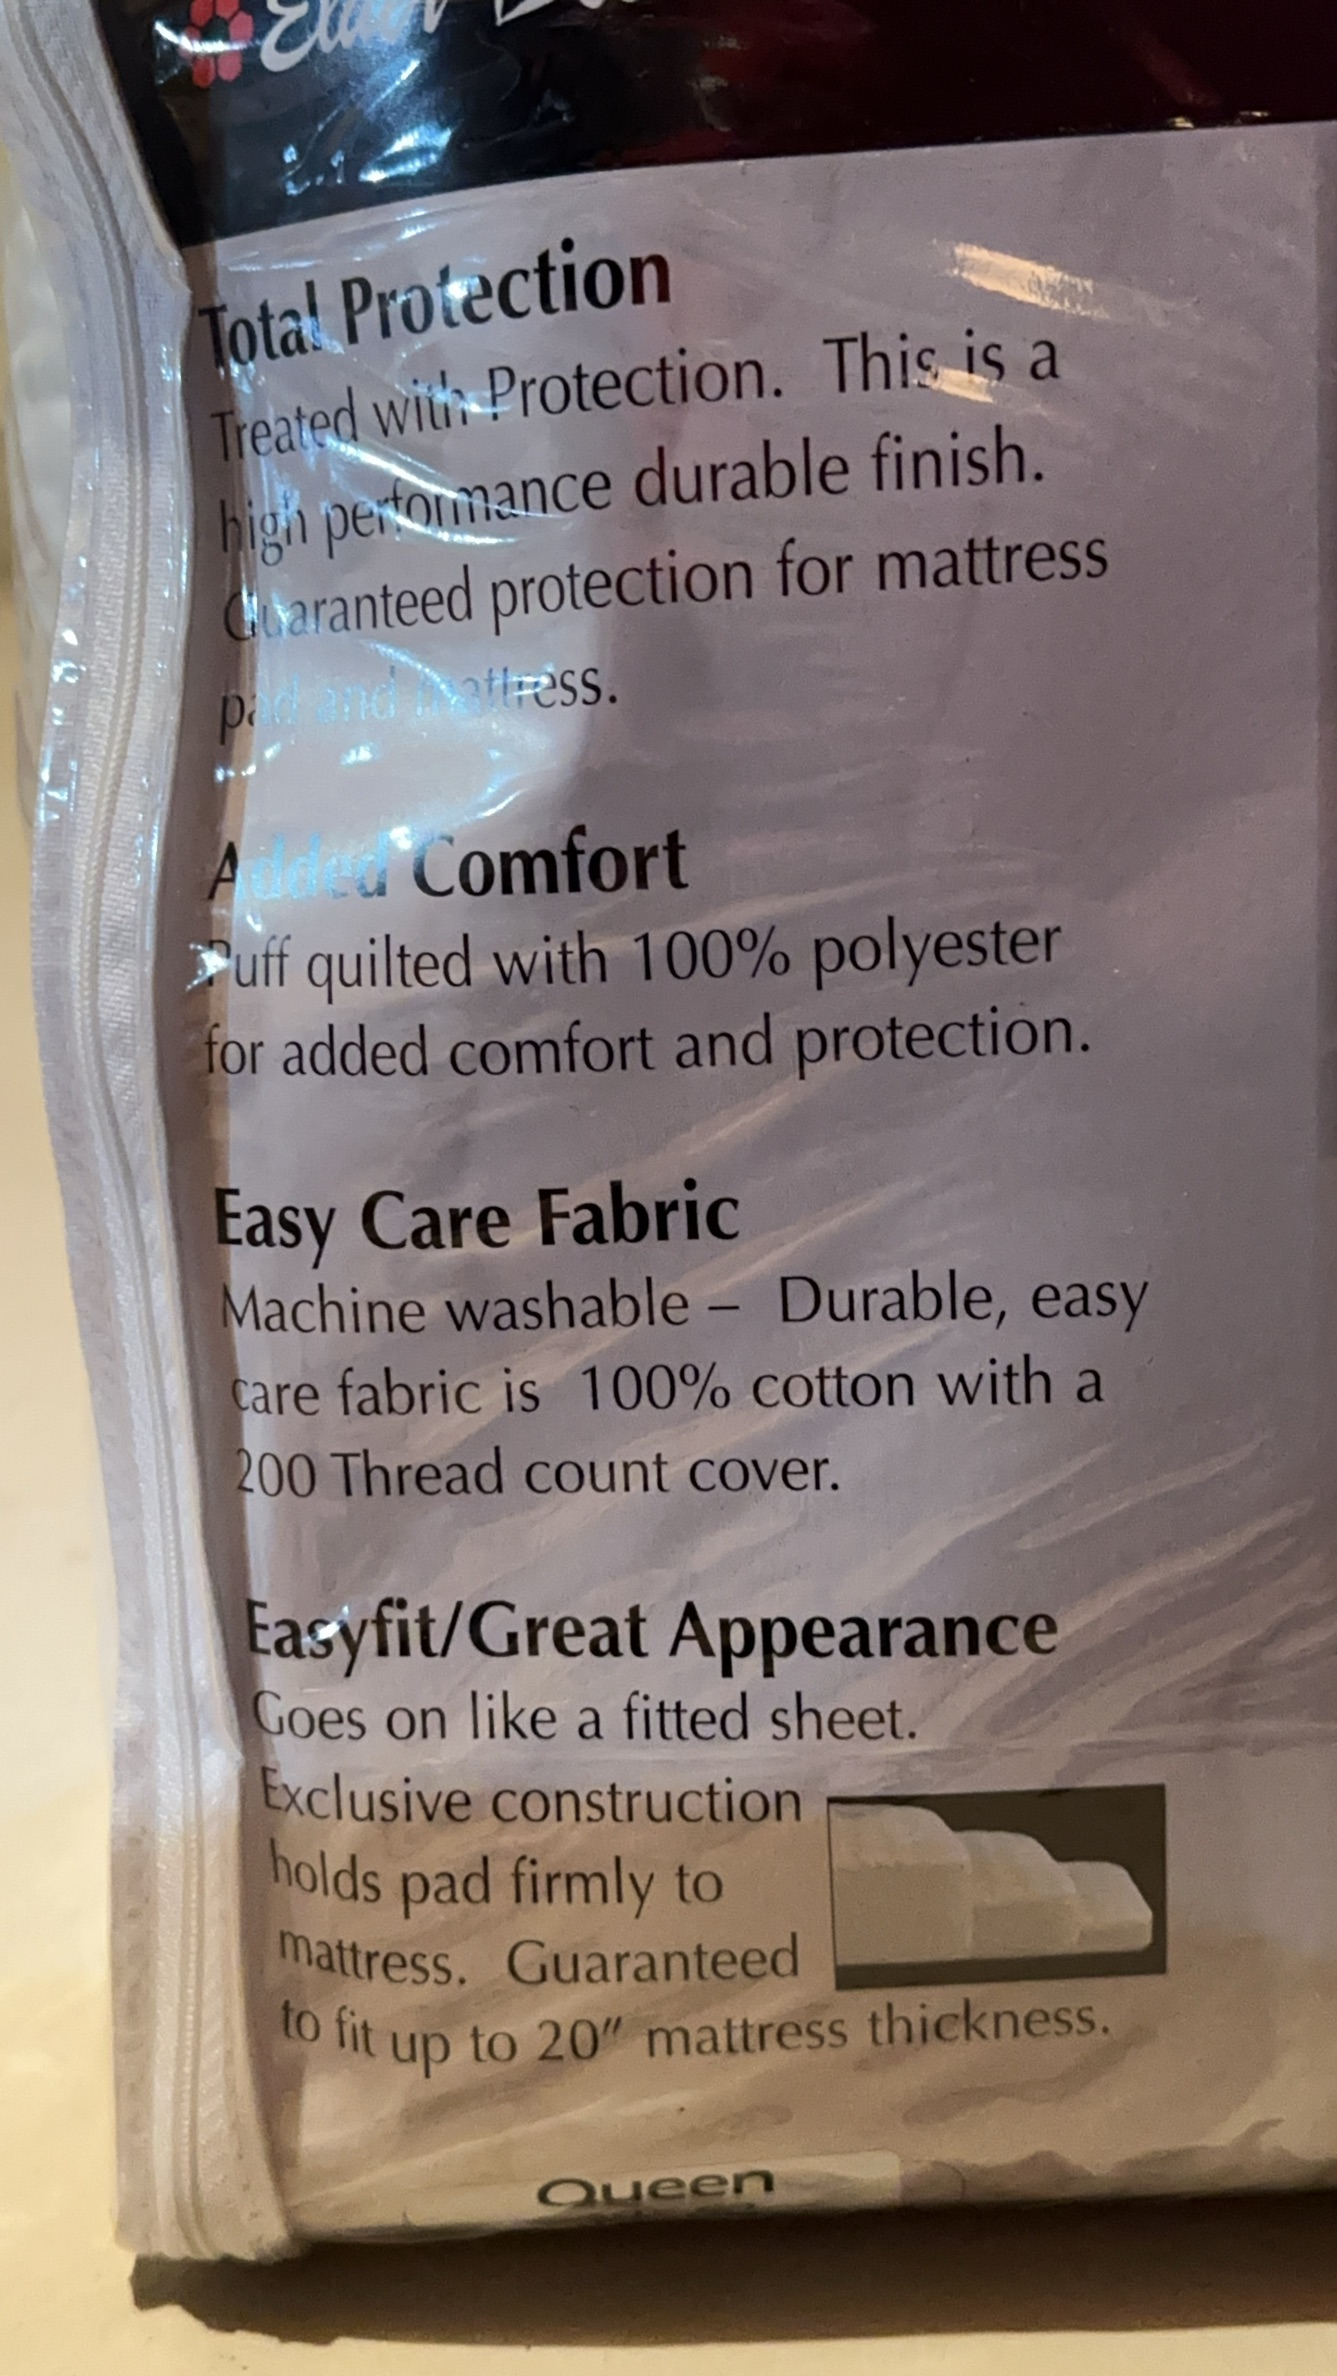 Total Protection
Treated with Protection. This is a
high performance durable finish.
Guaranteed protection for mattress
pad and mattress.
Added Comfort
Puff quilted with 100% polyester
for added comfort and protection.
Easy Care Fabric
Machine washable – Durable, easy
care fabric is 100% cotton with a
200 Thread count cover.
Easyfit/Great Appearance
Goes on like a fitted sheet.
Exclusive construction
holds pad firmly to
mattress. Guaranteed
to fit up to 20” mattress thickness.
Queen